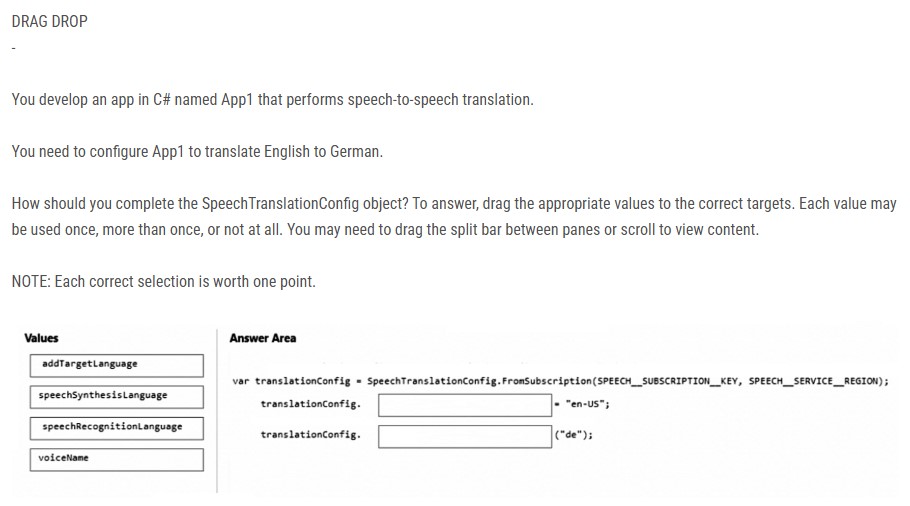 DRAG DROP
-
You develop an app in C# named App1 that performs speech-to-speech translation.
You need to configure App1 to translate English to German.
How should you complete the SpeechTranslationConfig object? To answer, drag the appropriate values to the correct targets. Each value may
be used once, more than once, or not at all. You may need to drag the split bar between panes or scroll to view content.
NOTE: Each correct selection is worth one point.
Values
addTargetLanguage
speechSynthesisLanguage
speechRecognitionLanguage
voiceName
Answer Area
var translationConfig = SpeechTranslationConfig.FromSubscription(SPEECH__SUBSCRIPTION__KEY, SPEECH__SERVICE__REGION);
translationConfig. = "en-US";
translationConfig. ("de");